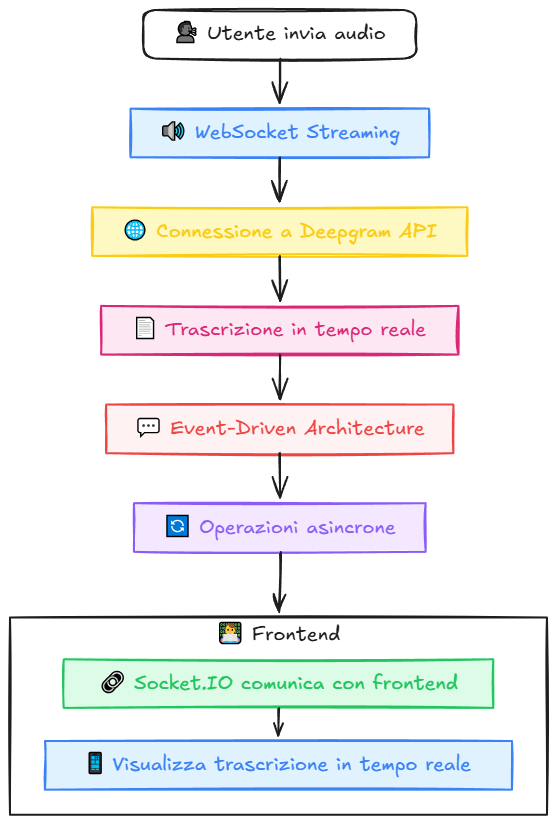 Utente invia audio
WebSocket Streaming
Connessione a Deepgram API
Trascrizione in tempo reale
Event-Driven Architecture
Operazioni asincrone
Frontend
Socket.IO comunica con frontend
Visualizza trascrizione in tempo reale